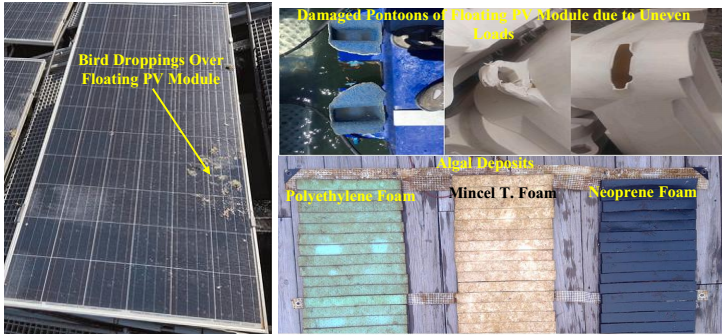 Bird Droppings Over
Floating PV Module
Damaged Pontoons of Floating PV Module due to Uneven
Loads
Algal Deposits
Polyethylene Foam
Mincel T. Foam
Neoprene Foam